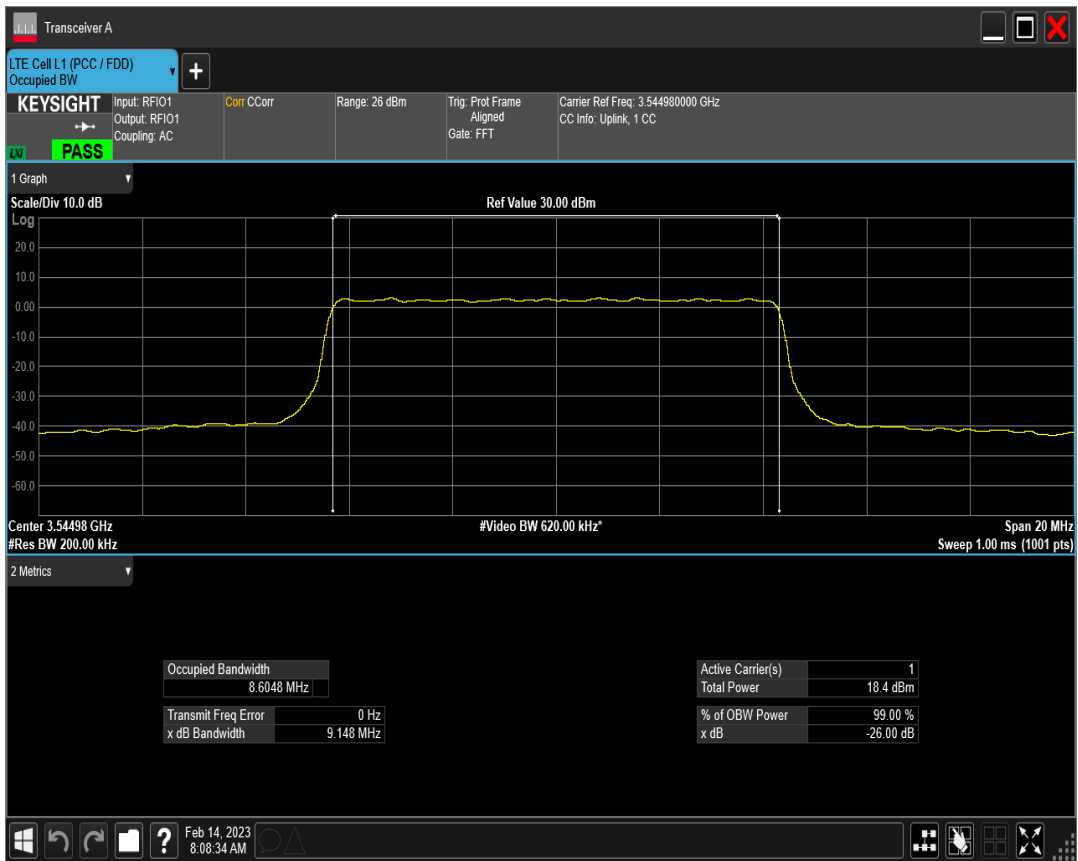 Transceiver A
LTE Cell L1 (PCC / FDD)
Occupied BW
KEYSIGHT
LXI
PASS
Input: RFIO1
Output: RFIO1
Coupling: AC
Corr CCorr
Range: 26 dBm
Trig: Prot Frame
Aligned
Gate: FFT
Carrier Ref Freq: 3.544980000 GHz
CC Info: Uplink, 1 CC
1 Graph
Scale/Div 10.0 dB
Ref Value 30.00 dBm
Log
20.0
10.0
0.00
-10.0
-20.0
-30.0
-40.0
-50.0
-60.0
Center 3.54498 GHz
#Video BW 620.00 kHz*
Span 20 MHz
#Res BW 200.00 kHz
Sweep 1.00 ms (1001 pts)
2 Metrics
Occupied Bandwidth
8.6048 MHz
Transmit Freq Error 0 Hz
x dB Bandwidth 9.148 MHz
Active Carrier(s) 1
Total Power 18.4 dBm
% of OBW Power 99.00 %
x dB -26.00 dB
Feb 14, 2023
8:08:34 AM